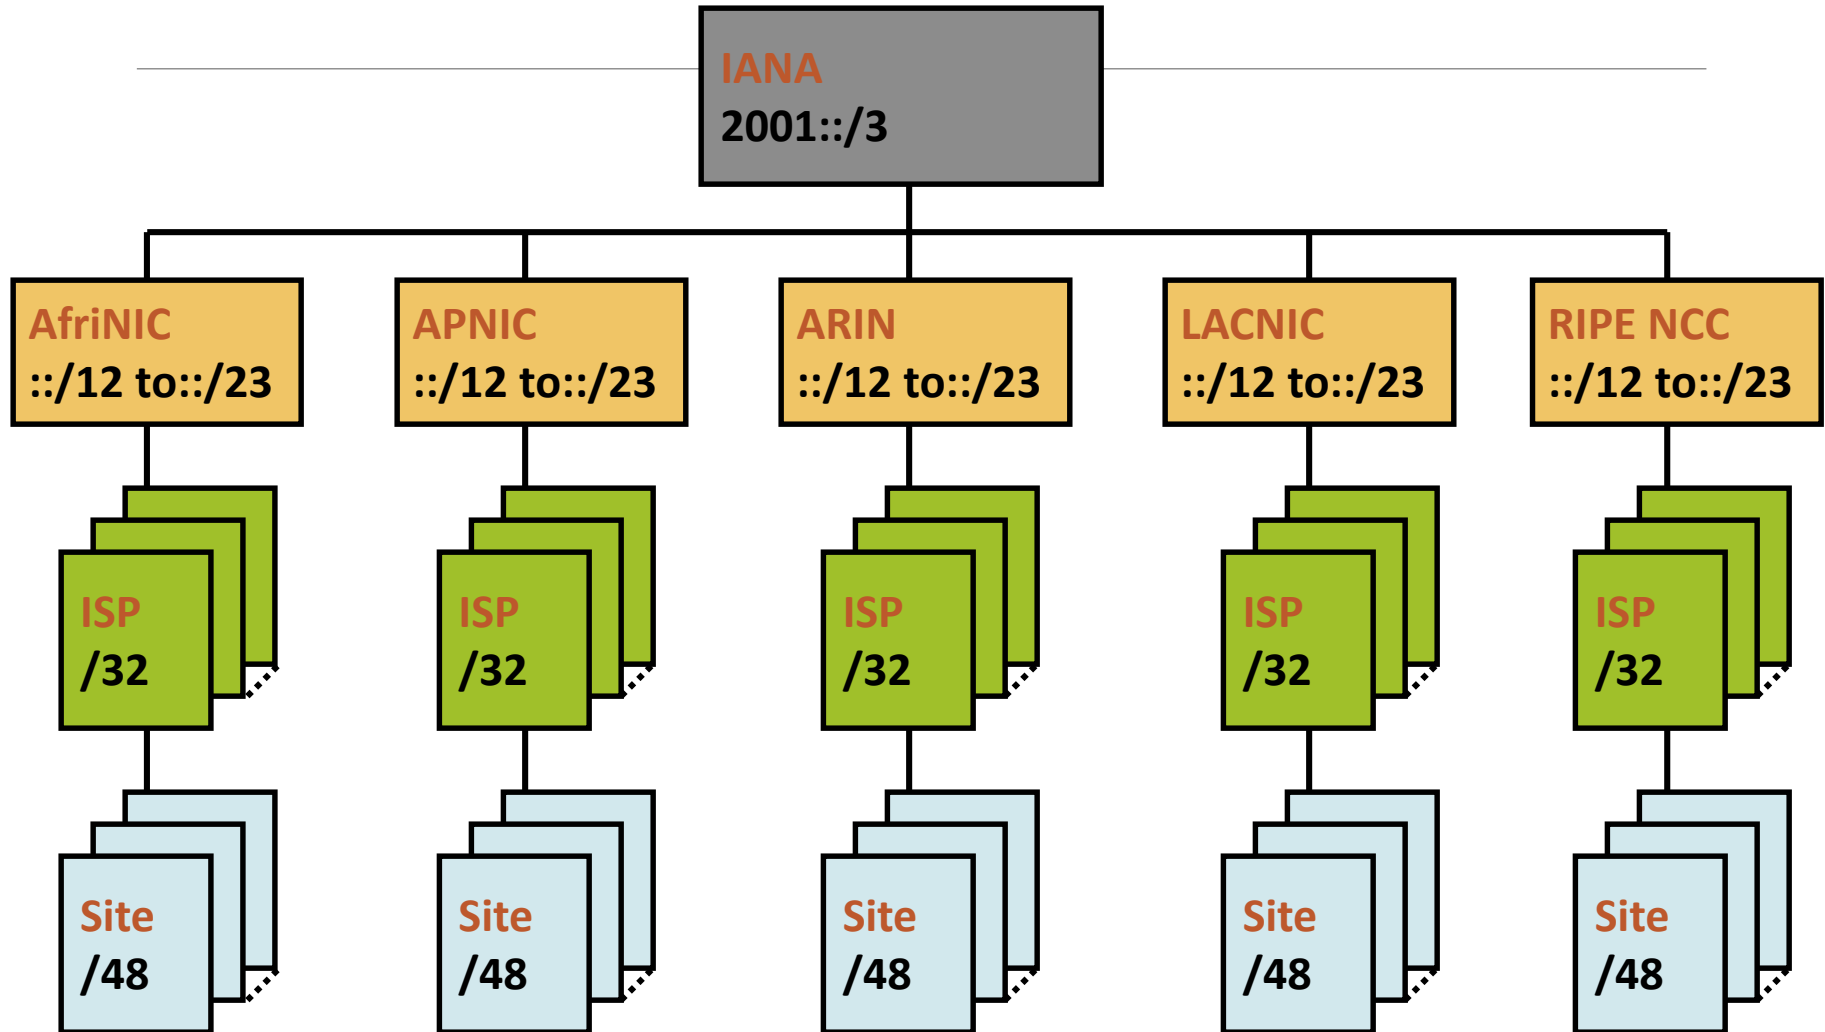 IANA
2001::/3
AfriNIC
::/12 to::/23
APNIC
::/12 to::/23
ARIN
::/12 to::/23
LACNIC
::/12 to::/23
RIPE NCC
::/12 to::/23
ISP
/32
ISP
/32
ISP
/32
ISP
/32
ISP
/32
Site
/48
Site
/48
Site
/48
Site
/48
Site
/48